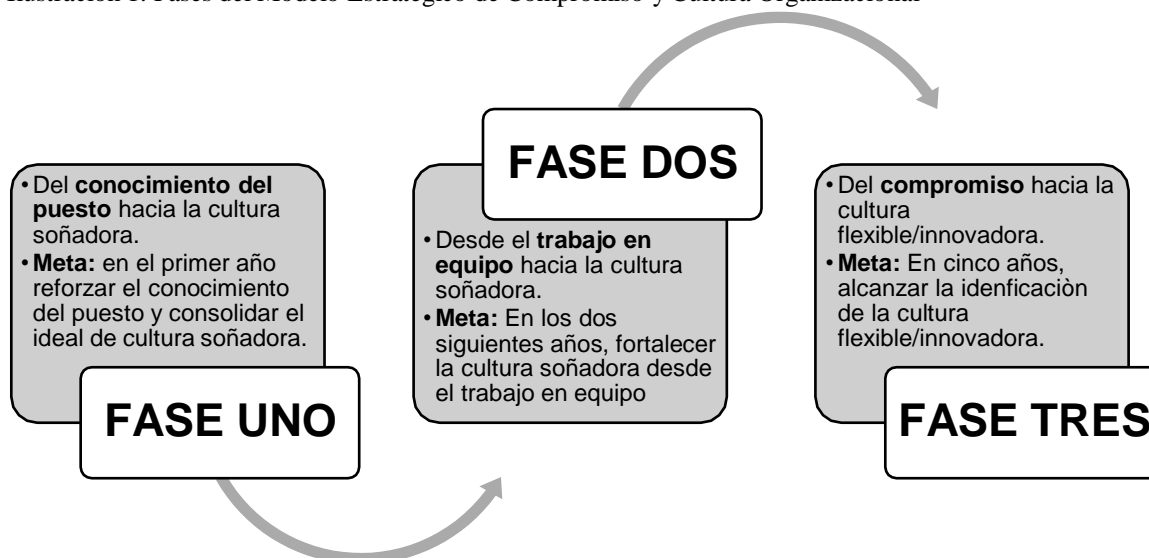 Ilustración 1. Fases del Modelo Estratégico de Compromiso y Cultura Organizacional
• Del conocimiento del
puesto hacia la cultura
soñadora.
• Meta: en el primer año
reforzar el conocimiento
del puesto y consolidar el
ideal de cultura soñadora.
FASE UNO
FASE DOS
• Desde el trabajo en
equipo hacia la cultura
soñadora.
• Meta: En los dos
siguientes años, fortalecer
la cultura soñadora desde
el trabajo en equipo
• Del compromiso hacia la
cultura
flexible/innovadora.
• Meta: En cinco años,
alcanzar la idenficaciòn
de la cultura
flexible/innovadora.
FASE TRES